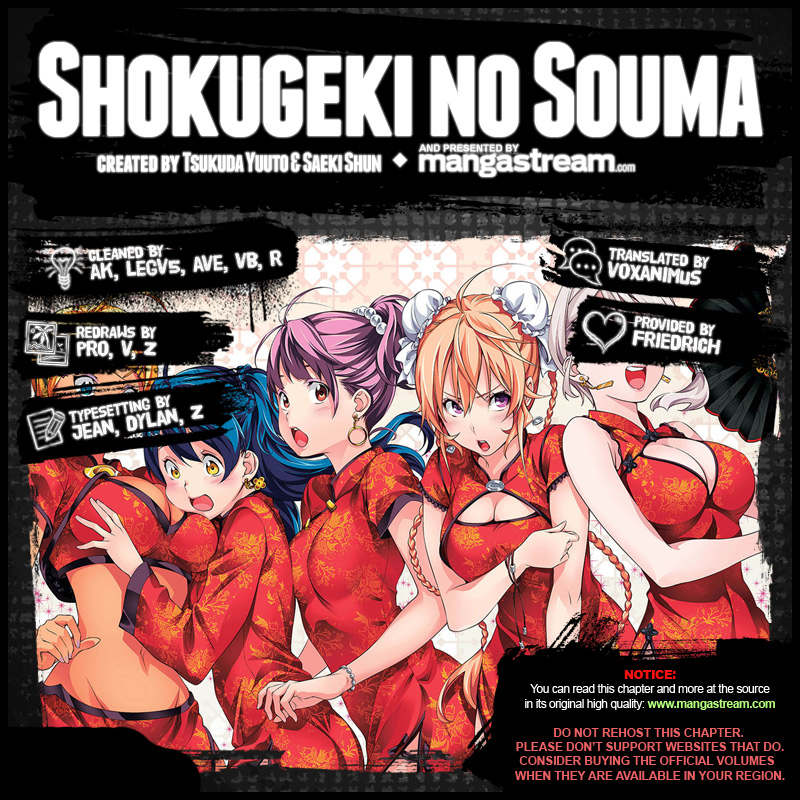 SHOKUGEKI NO SOUMA
CREATED BY TSUKUDA YUUTO & SAEKI SHUN ◆ AND PRESENTED BY mangastream.com
CLEANED BY
AK, LEGV5, AVE, VB, R
REDRAWS BY
PRO, V, Z
TYPESETTING BY
JEAN, DYLAN, Z
TRANSLATED BY
VOXANIMUS
PROVIDED BY
FRIEDRICH
NOTICE:
You can read this chapter and more at the source
in its original high quality: www.mangastream.com
DO NOT REHOST THIS CHAPTER.
PLEASE DON'T SUPPORT WEBSITES THAT DO.
CONSIDER BUYING THE OFFICIAL VOLUMES
WHEN THEY ARE AVAILABLE IN YOUR REGION.